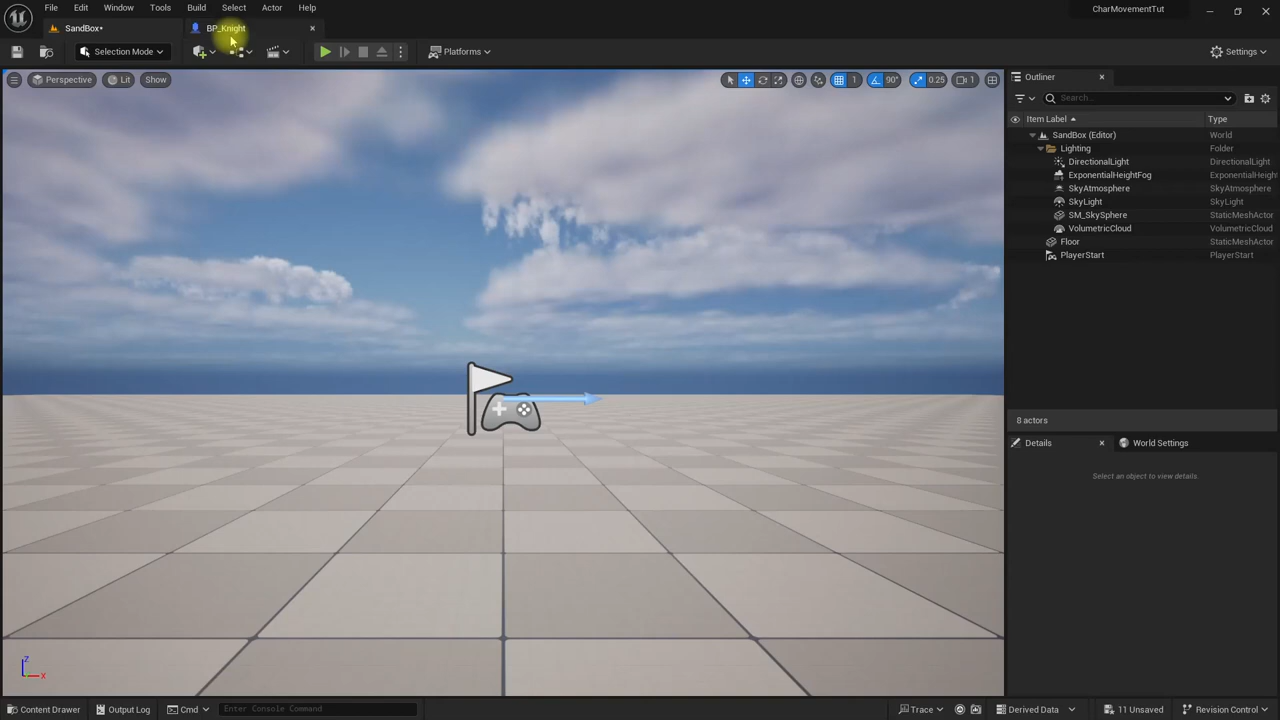 File Edit Window Tools Build Select Actor Help
CharMovementTut
SandBox•
BP_Knight
Selection Mode
Platforms
Settings
Perspective
Lit
Show
1
90°
0.25
1
Outliner
Search...
Item Label
Type
SandBox (Editor)
World
Lighting
Folder
DirectionalLight
DirectionalLight
ExponentialHeightFog
ExponentialHeigh
SkyAtmosphere
SkyAtmosphere
SkyLight
SkyLight
SM_SkySphere
StaticMeshActor
VolumetricCloud
VolumetricCloud
Floor
StaticMeshActor
PlayerStart
PlayerStart
8 actors
Details
World Settings
Select an object to view details.
Z
X
Content Drawer
Output Log
Cmd
Enter Console Command
Trace
Derived Data
11 Unsaved
Revision Control